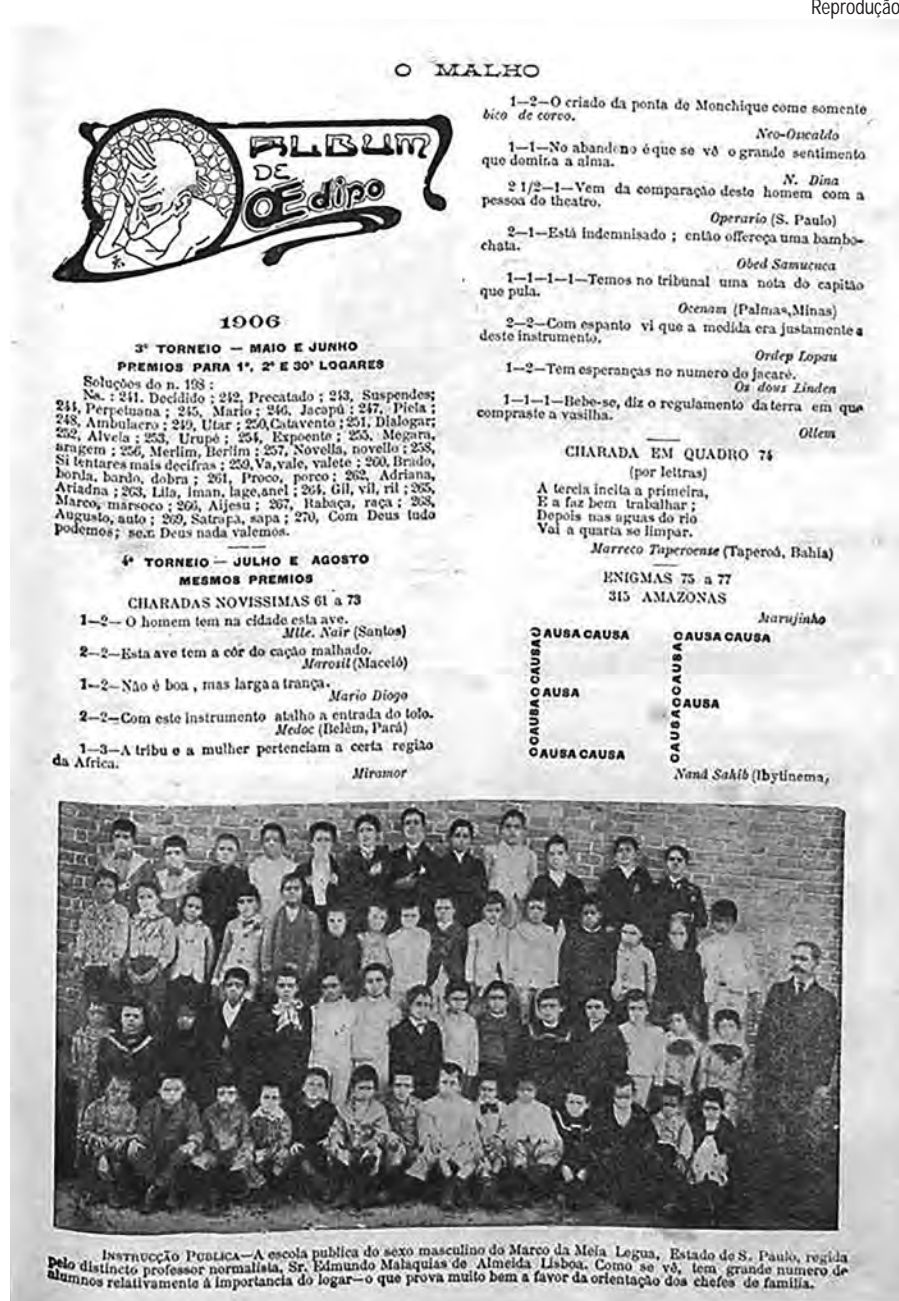 Reprodução
O MALHO
ALBUM
DE
Œdipo
1906
3º TORNEIO — MAIO E JUNHO
PREMIOS PARA 1º, 2º E 30º LOGARES
Soluções do n. 198 :
Ns. : 241. Decidido ; 242, Precatado ; 243, Suspendes;
244, Perpetuana ; 245, Mario ; 246, Jacapú ; 247, Piela ;
248, Ambulacro ; 249, Utar ; 250, Catavento ; 251, Dialogar;
252, Alvela ; 253, Urupé ; 254, Expoente ; 255, Megara,
aragem ; 256, Merlim, Berlim ; 257, Novella, novello ; 258,
Si tentares mais decifras ; 259, Va, vale, valete ; 260, Brado,
borda, bardo, dobra ; 261, Proco, porco ; 262, Adriana,
Ariadna ; 263, Lila, iman, lage, anel ; 264, Gil, vil, ril ; 265,
Marco, marsoco ; 266, Aijesu ; 267, Rabaça, raça ; 268,
Augusto, auto ; 269, Satrapa, sapa ; 270, Com Deus tudo
podemos; sem Deus nada valemos.
4º TORNEIO — JULHO E AGOSTO
MESMOS PREMIOS
CHARADAS NOVISSIMAS 61 a 73
1—2— O homem tem na cidade esta ave.
Mlle. Nair (Santos)
2—2—Esta ave tem a côr do cação malhado.
Marosil (Maceió)
1—2—Não é boa , mas larga a trança.
Mario Diogo
2—2—Com este instrumento atalho a entrada do tolo.
Medoc (Belém, Pará)
1—3—A tribu e a mulher pertenciam a certa região
da Africa.
Miramor
1—2—O criado da ponta de Monchique come somente
bico de corvo.
Neo-Oswaldo
1—1—No abandono é que se vê o grande sentimento
que domina a alma.
N. Dina
2 1/2—1—Vem da comparação deste homem com a
pessoa do theatro.
Operario (S. Paulo)
2—1—Está indemnisado ; então offereça uma bambo-
chata.
Obed Samucuca
1—1—1—1—Temos no tribunal uma nota do capitão
que pula.
Ocenam (Palmas, Minas)
2—2—Com espanto vi que a medida era justamente a
deste instrumento.
Ordep Lopau
1—2—Tem esperanças no numero do jacaré.
Os dous Linden
1—1—1—Bebe-se, diz o regulamento da terra em que
compraste a vasilha.
Ollem
CHARADA EM QUADRO 74
(por lettras)
A tercia incita a primeira,
E a faz bem trabalhar ;
Depois nas aguas do rio
Vai a quarta se limpar.
Marreco Taperoense (Taperoá, Bahia)
ENIGMAS 75 a 77
315 AMAZONAS
Marujinho
CAUSA CAUSA
CAUSA
CAUSA CAUSA
CAUSA CAUSA
CAUSA CAUSA
CAUSA
CAUSA CAUSA
Nanã Sahib (Ibytinema,
INSTRUCÇÃO PUBLICA—A escola publica do sexo masculino do Marco da Meia Legua, Estado de S. Paulo, regida
pelo distincto professor normalista, Sr. Edmundo Malaquias de Almeida Lisboa. Como se vê, tem grande numero de
alumnos relativamente á importancia do logar—o que prova muito bem a favor da orientação dos chefes de familia.